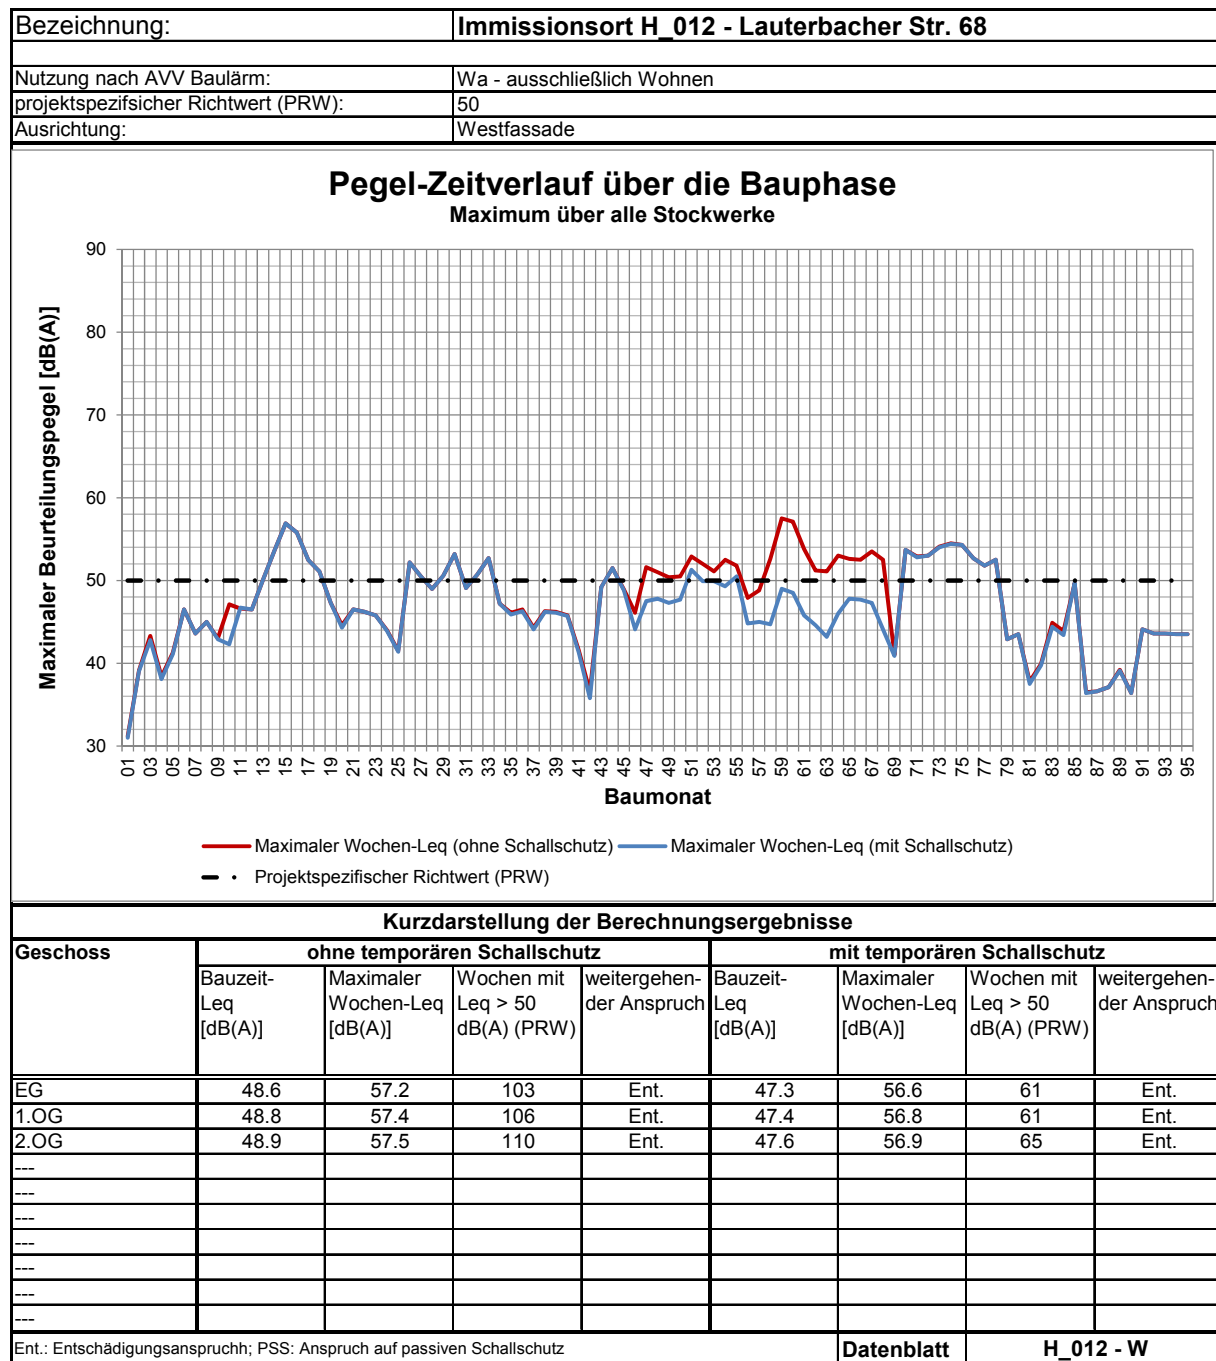 Bezeichnung: Immissionsort H_012 - Lauterbacher Str. 68
Nutzung nach AVV Baulärm: Wa - ausschließlich Wohnen
projektspezifsicher Richtwert (PRW): 50
Ausrichtung: Westfassade
Pegel-Zeitverlauf über die Bauphase
Maximum über alle Stockwerke
Maximaler Beurteilungspegel [dB(A)]
90
80
70
60
50
40
30
01 03 05 07 09 11 13 15 17 19 21 23 25 27 29 31 33 35 37 39 41 43 45 47 49 51 53 55 57 59 61 63 65 67 69 71 73 75 77 79 81 83 85 87 89 91 93 95
Baumonat
Maximaler Wochen-Leq (ohne Schallschutz) Maximaler Wochen-Leq (mit Schallschutz)
Projektspezifischer Richtwert (PRW)
Kurzdarstellung der Berechnungsergebnisse
Geschoss ohne temporären Schallschutz mit temporären Schallschutz
Bauzeit- Maximaler Wochen mit weitergehen- Bauzeit- Maximaler Wochen mit weitergehen-
Leq Wochen-Leq Leq > 50 der Anspruch Leq Wochen-Leq Leq > 50 der Anspruch
[dB(A)] [dB(A)] dB(A) (PRW) [dB(A)] [dB(A)] dB(A) (PRW)
EG 48.6 57.2 103 Ent. 47.3 56.6 61 Ent.
1.OG 48.8 57.4 106 Ent. 47.4 56.8 61 Ent.
2.OG 48.9 57.5 110 Ent. 47.6 56.9 65 Ent.
---
---
---
---
---
---
---
Ent.: Entschädigungsanspruchh; PSS: Anspruch auf passiven Schallschutz Datenblatt H_012 - W